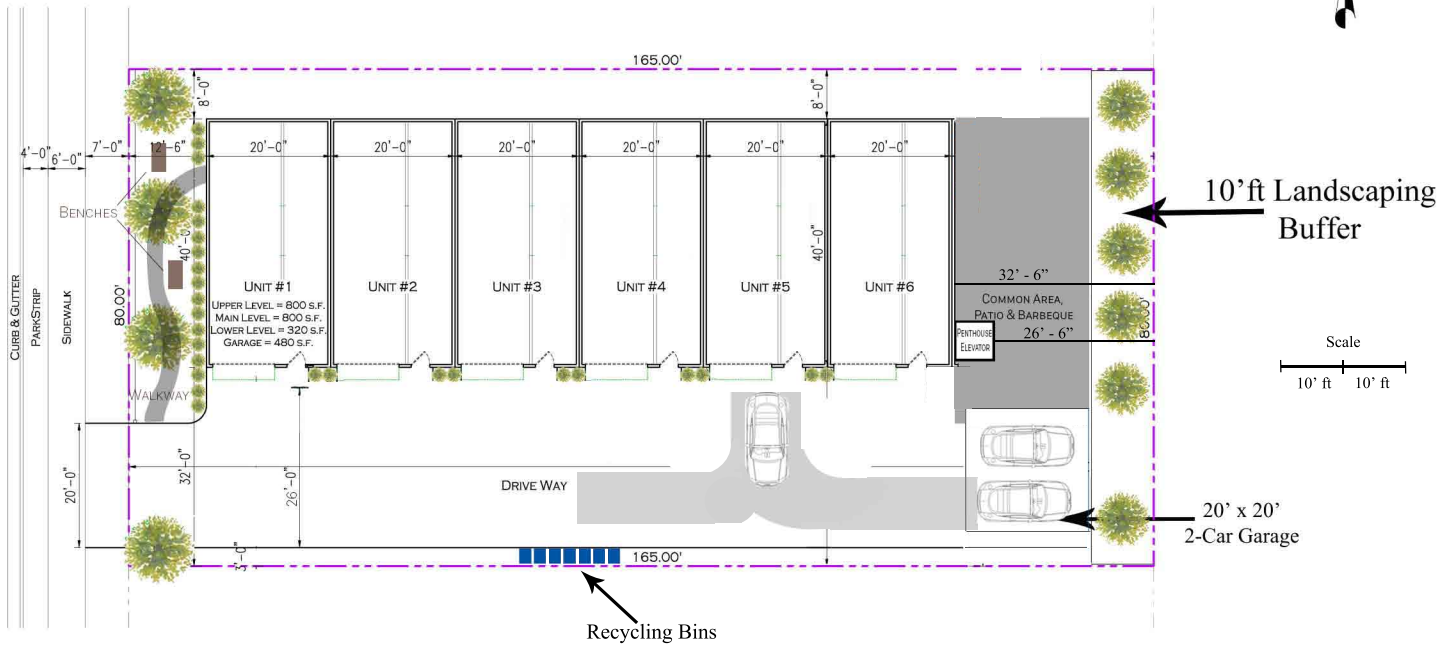 165.00'
8'-0"
8'-0"
4'-0"
6'-0"
7'-0"
12'-6"
20'-0"
20'-0"
20'-0"
20'-0"
20'-0"
20'-0"
10'ft Landscaping
Buffer
BENCHES
40'-0"
40'-0"
80.00'
80.00'
CURB & GUTTER
PARKSTRIP
SIDEWALK
UNIT #1
UPPER LEVEL = 800 S.F.
MAIN LEVEL = 800 S.F.
LOWER LEVEL = 320 S.F.
GARAGE = 480 S.F.
UNIT #2
UNIT #3
UNIT #4
UNIT #5
UNIT #6
32' - 6"
COMMON AREA,
PATIO & BARBEQUE
PENTHOUSE
ELEVATOR
26' - 6"
Scale
10' ft
10' ft
WALKWAY
20'-0"
32'-0"
26'-0"
DRIVE WAY
20' x 20'
2-Car Garage
3'-0"
165.00'
Recycling Bins